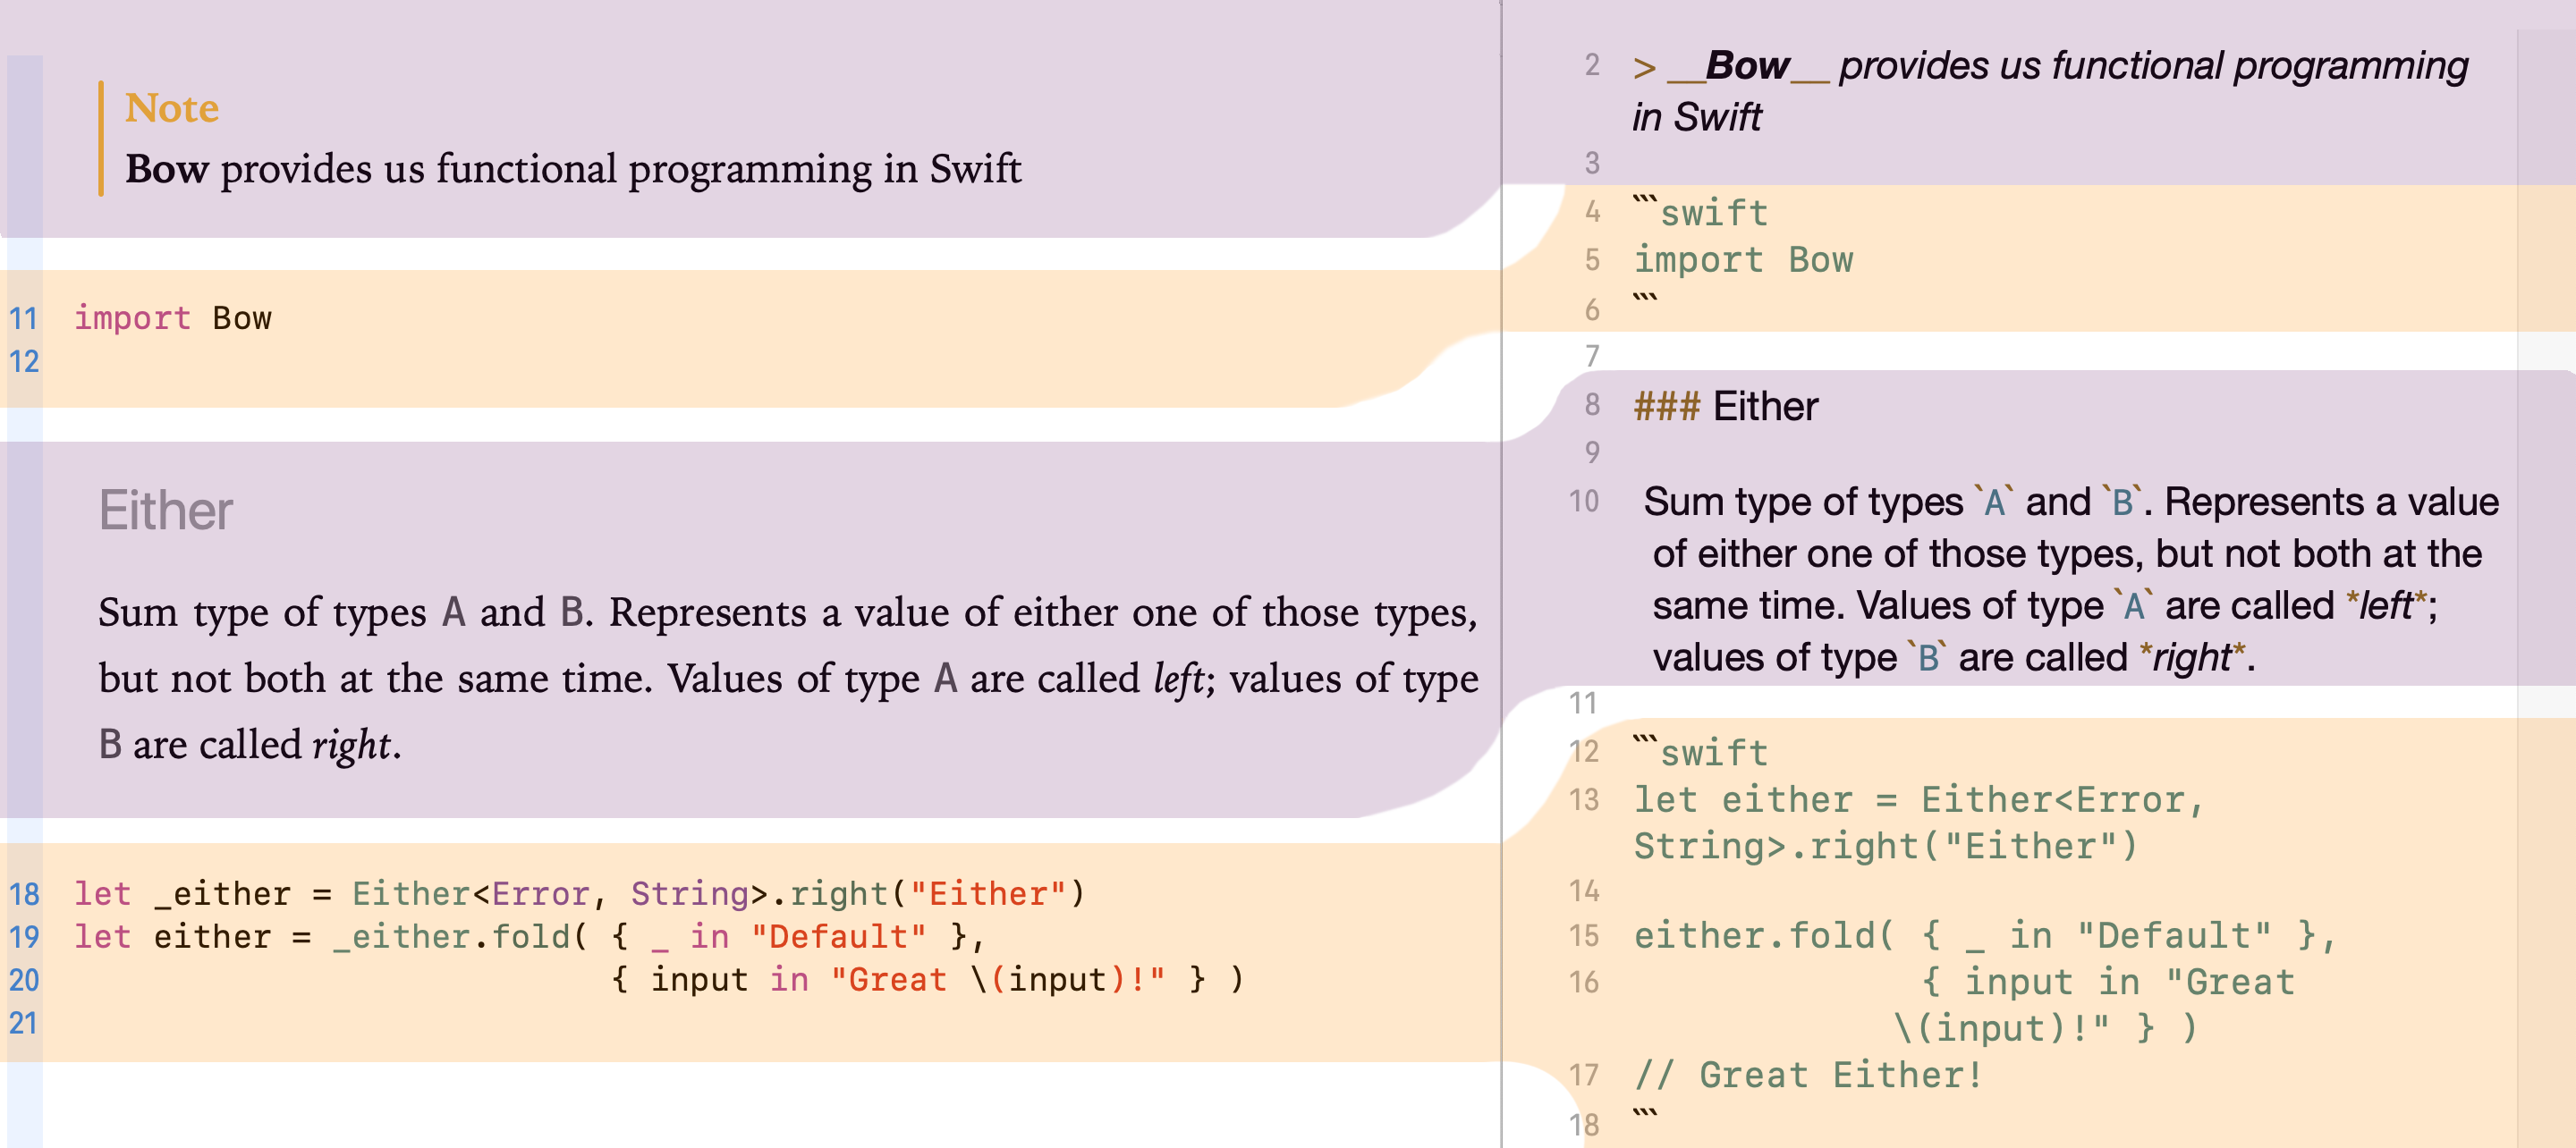 Note
Bow provides us functional programming in Swift
11 import Bow
12
Either
Sum type of types A and B. Represents a value of either one of those types,
but not both at the same time. Values of type A are called left; values of type
B are called right.
18 let _either = Either<Error, String>.right("Either")
19 let either = _either.fold( { _ in "Default" },
20                            { input in "Great \(input)!" } )
21
2 > __Bow__ provides us functional programming
in Swift
3
4 ```swift
5 import Bow
6 ```
7
8 ### Either
9
10 Sum type of types `A` and `B`. Represents a value
of either one of those types, but not both at the
same time. Values of type `A` are called *left*;
values of type `B` are called *right*.
11
12 ```swift
13 let either = Either<Error,
String>.right("Either")
14
15 either.fold( { _ in "Default" },
16              { input in "Great
\(input)!" } )
17 // Great Either!
18 ```